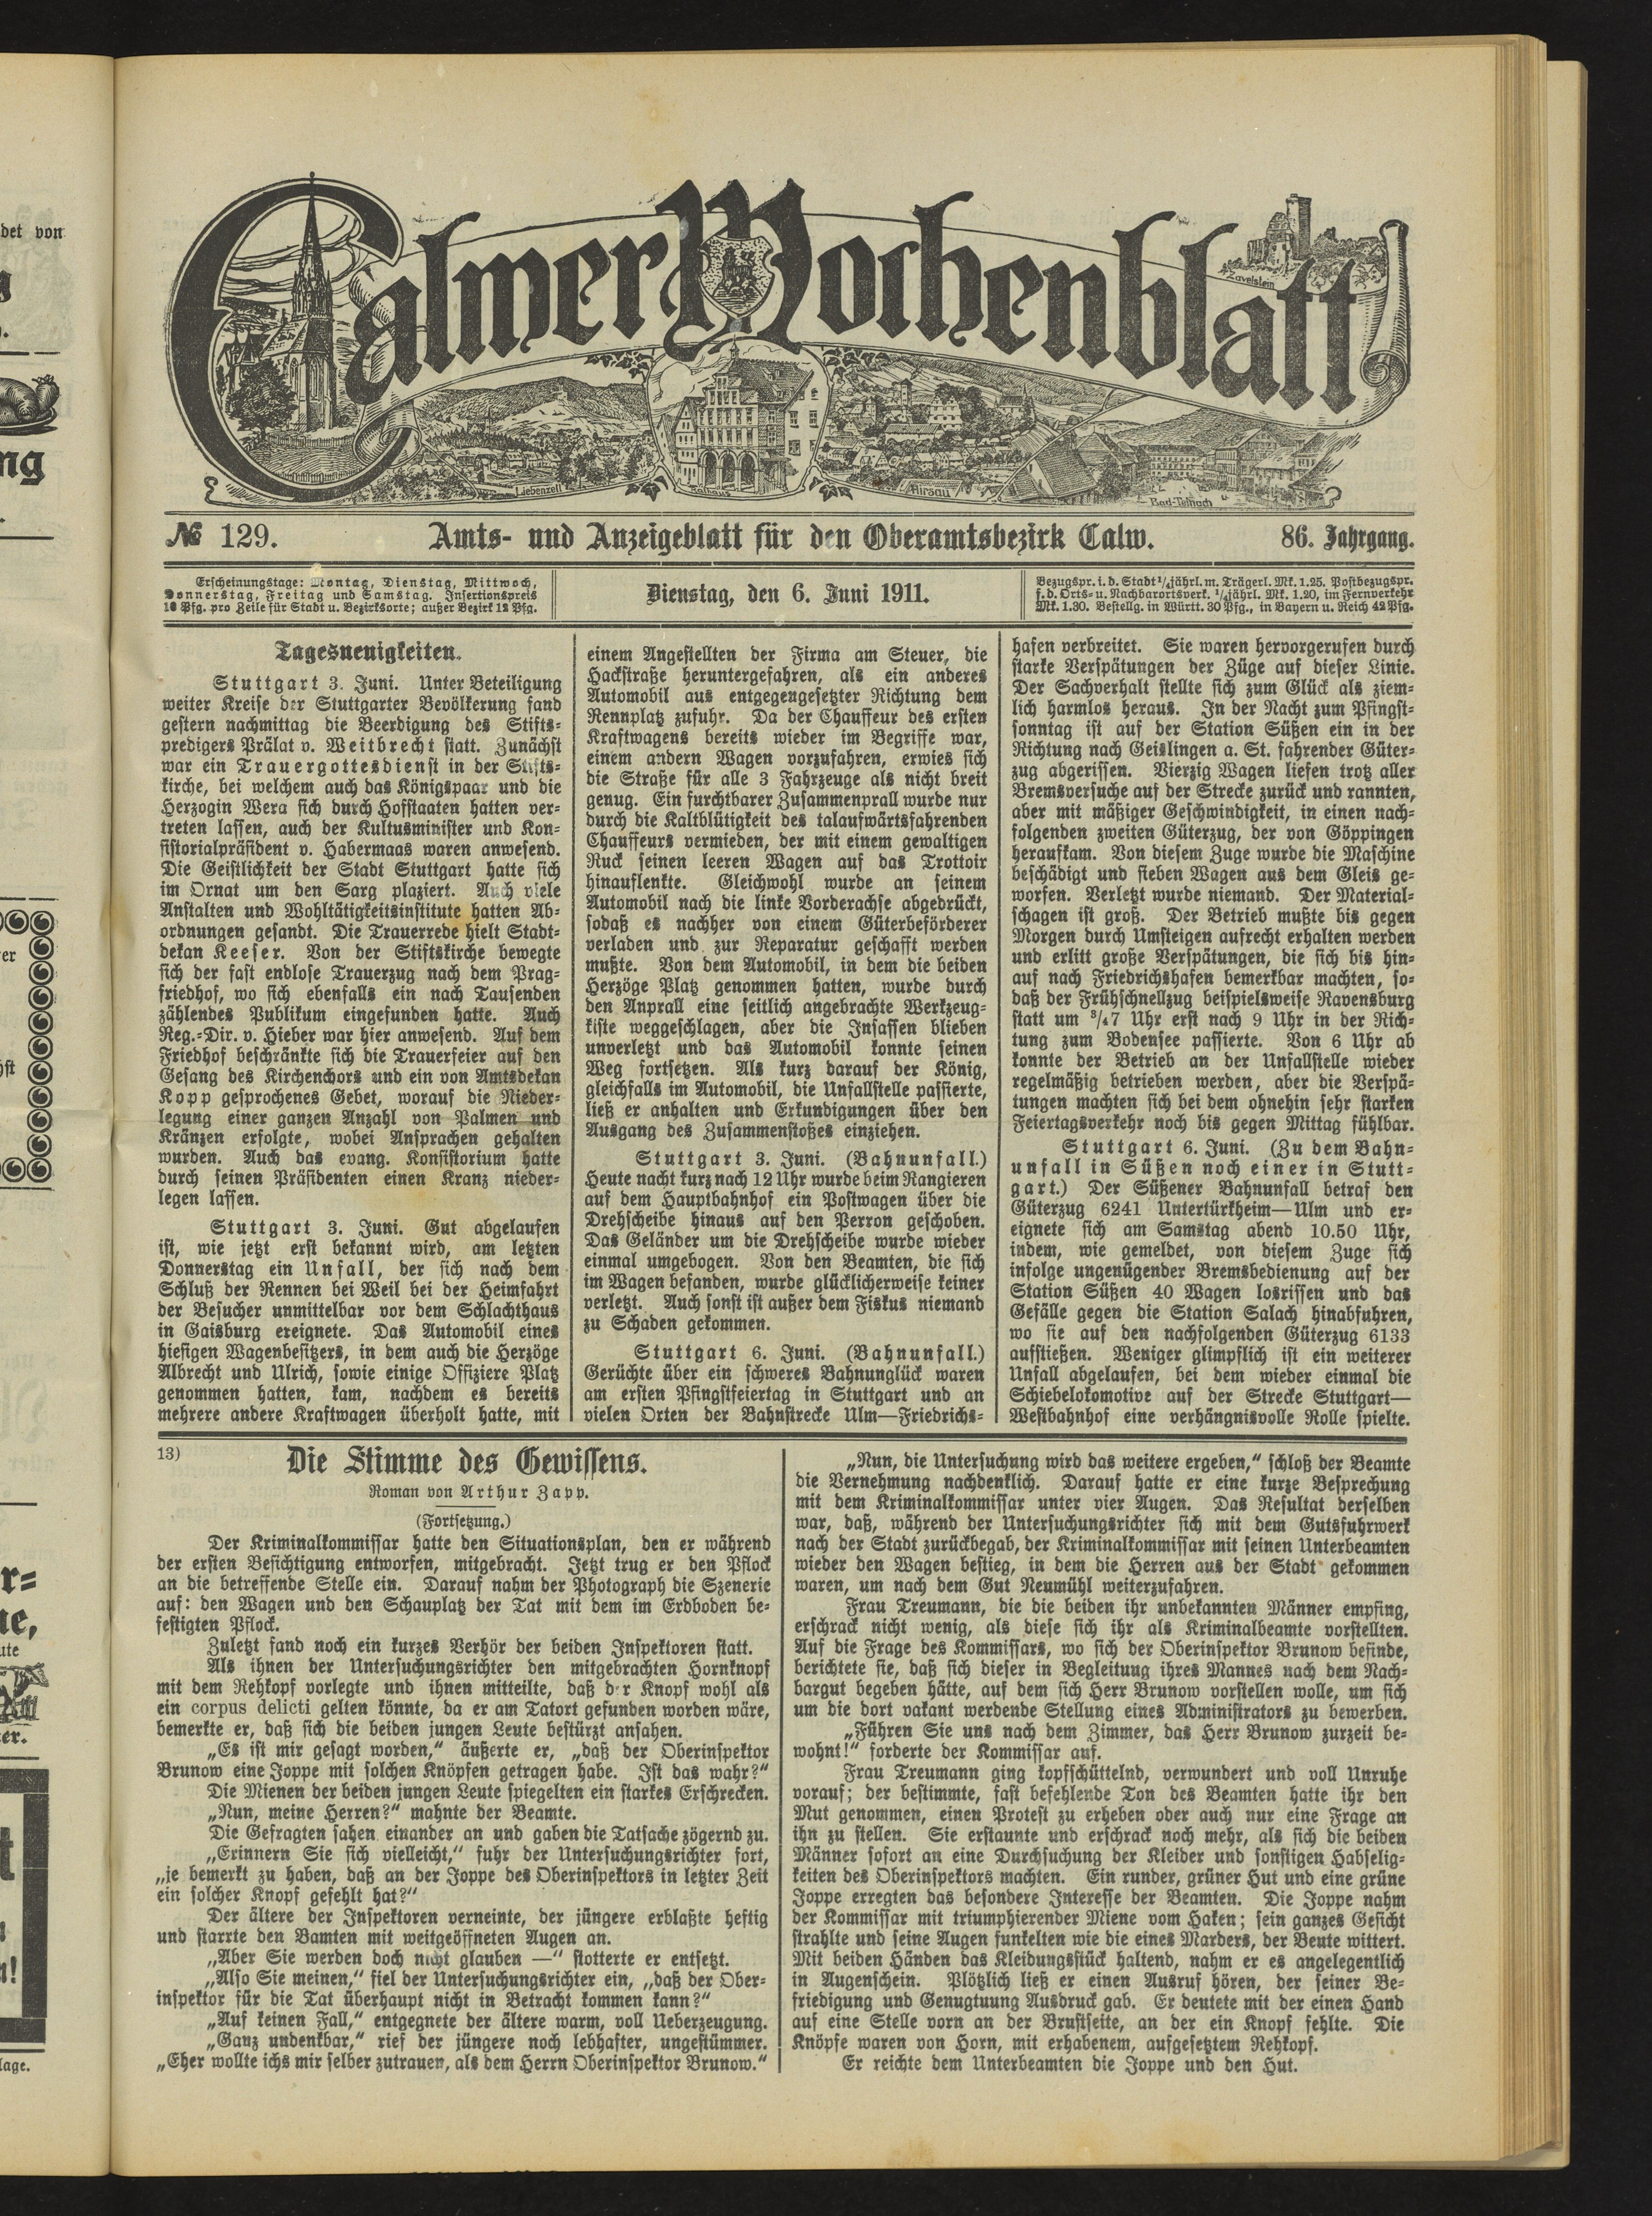 Calwer Wochenblatt
Zavelstein
Liebenzell
Rathaus
Hirsau
Bad-Teinach
№ 129.
Amts- und Anzeigeblatt für den Oberamtsbezirk Calw.
86. Jahrgang.
Erscheinungstage: Montag, Dienstag, Mittwoch,
Donnerstag, Freitag und Samstag. Insertionspreis
10 Pfg. pro Zeile für Stadt u. Bezirksorte; außer Bezirk 12 Pfg.
Dienstag, den 6. Juni 1911.
Bezugspr. i. d. Stadt ¹/₄jährl. m. Trägerl. Mk. 1.25. Postbezugspr.
f. d. Orts- u. Nachbarortsverk. ¹/₄jährl. Mk. 1.20, im Fernverkehr
Mk. 1.30. Bestellg. in Württ. 30 Pfg., in Bayern u. Reich 42 Pfg.
Tagesneuigkeiten.
Stuttgart 3. Juni. Unter Beteiligung
weiter Kreise der Stuttgarter Bevölkerung fand
gestern nachmittag die Beerdigung des Stifts-
predigers Prälat v. Weitbrecht statt. Zunächst
war ein Trauergottesdienst in der Stifts-
kirche, bei welchem auch das Königspaar und die
Herzogin Wera sich durch Hofstaaten hatten ver-
treten lassen, auch der Kultusminister und Kon-
sistorialpräsident v. Habermaas waren anwesend.
Die Geistlichkeit der Stadt Stuttgart hatte sich
im Ornat um den Sarg plaziert. Auch viele
Anstalten und Wohltätigkeitsinstitute hatten Ab-
ordnungen gesandt. Die Trauerrede hielt Stadt-
dekan Keeser. Von der Stiftskirche bewegte
sich der fast endlose Trauerzug nach dem Prag-
friedhof, wo sich ebenfalls ein nach Tausenden
zählendes Publikum eingefunden hatte. Auch
Reg.-Dir. v. Hieber war hier anwesend. Auf dem
Friedhof beschränkte sich die Trauerfeier auf den
Gesang des Kirchenchors und ein von Amtsdekan
Kopp gesprochenes Gebet, worauf die Nieder-
legung einer ganzen Anzahl von Palmen und
Kränzen erfolgte, wobei Ansprachen gehalten
wurden. Auch das evang. Konsistorium hatte
durch seinen Präsidenten einen Kranz nieder-
legen lassen.
Stuttgart 3. Juni. Gut abgelaufen
ist, wie jetzt erst bekannt wird, am letzten
Donnerstag ein Unfall, der sich nach dem
Schluß der Rennen bei Weil bei der Heimfahrt
der Besucher unmittelbar vor dem Schlachthaus
in Gaisburg ereignete. Das Automobil eines
hiesigen Wagenbesitzers, in dem auch die Herzöge
Albrecht und Ulrich, sowie einige Offiziere Platz
genommen hatten, kam, nachdem es bereits
mehrere andere Kraftwagen überholt hatte, mit
einem Angestellten der Firma am Steuer, die
Hackstraße heruntergefahren, als ein anderes
Automobil aus entgegengesetzter Richtung dem
Rennplatz zufuhr. Da der Chauffeur des ersten
Kraftwagens bereits wieder im Begriffe war,
einem andern Wagen vorzufahren, erwies sich
die Straße für alle 3 Fahrzeuge als nicht breit
genug. Ein furchtbarer Zusammenprall wurde nur
durch die Kaltblütigkeit des talaufwärtsfahrenden
Chauffeurs vermieden, der mit einem gewaltigen
Ruck seinen leeren Wagen auf das Trottoir
hinauflenkte. Gleichwohl wurde an seinem
Automobil nach die linke Vorderachse abgedrückt,
sodaß es nachher von einem Güterbeförderer
verladen und zur Reparatur geschafft werden
mußte. Von dem Automobil, in dem die beiden
Herzöge Platz genommen hatten, wurde durch
den Anprall eine seitlich angebrachte Werkzeug-
kiste weggeschlagen, aber die Insassen blieben
unverletzt und das Automobil konnte seinen
Weg fortsetzen. Als kurz darauf der König,
gleichfalls im Automobil, die Unfallstelle passierte,
ließ er anhalten und Erkundigungen über den
Ausgang des Zusammenstoßes einziehen.
Stuttgart 3. Juni. (Bahnunfall.)
Heute nacht kurz nach 12 Uhr wurde beim Rangieren
auf dem Hauptbahnhof ein Postwagen über die
Drehscheibe hinaus auf den Perron geschoben.
Das Geländer um die Drehscheibe wurde wieder
einmal umgebogen. Von den Beamten, die sich
im Wagen befanden, wurde glücklicherweise keiner
verletzt. Auch sonst ist außer dem Fiskus niemand
zu Schaden gekommen.
Stuttgart 6. Juni. (Bahnunfall.)
Gerüchte über ein schweres Bahnunglück waren
am ersten Pfingstfeiertag in Stuttgart und an
vielen Orten der Bahnstrecke Ulm—Friedrichs-
hafen verbreitet. Sie waren hervorgerufen durch
starke Verspätungen der Züge auf dieser Linie.
Der Sachverhalt stellte sich zum Glück als ziem-
lich harmlos heraus. In der Nacht zum Pfingst-
sonntag ist auf der Station Süßen ein in der
Richtung nach Geislingen a. St. fahrender Güter-
zug abgerissen. Vierzig Wagen liefen trotz aller
Bremsversuche auf der Strecke zurück und rannten,
aber mit mäßiger Geschwindigkeit, in einen nach-
folgenden zweiten Güterzug, der von Göppingen
heraufkam. Von diesem Zuge wurde die Maschine
beschädigt und sieben Wagen aus dem Gleis ge-
worfen. Verletzt wurde niemand. Der Material-
schagen ist groß. Der Betrieb mußte bis gegen
Morgen durch Umsteigen aufrecht erhalten werden
und erlitt große Verspätungen, die sich bis hin-
auf nach Friedrichshafen bemerkbar machten, so-
daß der Frühschnellzug beispielsweise Ravensburg
statt um ³/₄7 Uhr erst nach 9 Uhr in der Rich-
tung zum Bodensee passierte. Von 6 Uhr ab
konnte der Betrieb an der Unfallstelle wieder
regelmäßig betrieben werden, aber die Verspä-
tungen machten sich bei dem ohnehin sehr starken
Feiertagsverkehr noch bis gegen Mittag fühlbar.
Stuttgart 6. Juni. (Zu dem Bahn-
unfall in Süßen noch einer in Stutt-
gart.) Der Süßener Bahnunfall betraf den
Güterzug 6241 Untertürkheim—Ulm und er-
eignete sich am Samstag abend 10.50 Uhr,
indem, wie gemeldet, von diesem Zuge sich
infolge ungenügender Bremsbedienung auf der
Station Süßen 40 Wagen losrissen und das
Gefälle gegen die Station Salach hinabfuhren,
wo sie auf den nachfolgenden Güterzug 6133
aufstießen. Weniger glimpflich ist ein weiterer
Unfall abgelaufen, bei dem wieder einmal die
Schiebelokomotive auf der Strecke Stuttgart—
Westbahnhof eine verhängnisvolle Rolle spielte.
13)
Die Stimme des Gewissens.
Roman von Arthur Zapp.
(Fortsetzung.)
Der Kriminalkommissar hatte den Situationsplan, den er während
der ersten Besichtigung entworfen, mitgebracht. Jetzt trug er den Pflock
an die betreffende Stelle ein. Darauf nahm der Photograph die Szenerie
auf: den Wagen und den Schauplatz der Tat mit dem im Erdboden be-
festigten Pflock.
Zuletzt fand noch ein kurzes Verhör der beiden Inspektoren statt.
Als ihnen der Untersuchungsrichter den mitgebrachten Hornknopf
mit dem Rehkopf vorlegte und ihnen mitteilte, daß der Knopf wohl als
ein corpus delicti gelten könnte, da er am Tatort gefunden worden wäre,
bemerkte er, daß sich die beiden jungen Leute bestürzt ansahen.
„Es ist mir gesagt worden,“ äußerte er, „daß der Oberinspektor
Brunow eine Joppe mit solchen Knöpfen getragen habe. Ist das wahr?“
Die Mienen der beiden jungen Leute spiegelten ein starkes Erschrecken.
„Nun, meine Herren?“ mahnte der Beamte.
Die Gefragten sahen einander an und gaben die Tatsache zögernd zu.
„Erinnern Sie sich vielleicht,“ fuhr der Untersuchungsrichter fort,
„je bemerkt zu haben, daß an der Joppe des Oberinspektors in letzter Zeit
ein solcher Knopf gefehlt hat?“
Der ältere der Inspektoren verneinte, der jüngere erblaßte heftig
und starrte den Bamten mit weitgeöffneten Augen an.
„Aber Sie werden doch nicht glauben —“ stotterte er entsetzt.
„Also Sie meinen,“ fiel der Untersuchungsrichter ein, „daß der Ober-
inspektor für die Tat überhaupt nicht in Betracht kommen kann?“
„Auf keinen Fall,“ entgegnete der ältere warm, voll Ueberzeugung.
„Ganz undenkbar,“ rief der jüngere noch lebhafter, ungestümmer.
„Eher wollte ichs mir selber zutrauen, als dem Herrn Oberinspektor Brunow.“
„Nun, die Untersuchung wird das weitere ergeben,“ schloß der Beamte
die Vernehmung nachdenklich. Darauf hatte er eine kurze Besprechung
mit dem Kriminalkommissar unter vier Augen. Das Resultat derselben
war, daß, während der Untersuchungsrichter sich mit dem Gutsfuhrwerk
nach der Stadt zurückbegab, der Kriminalkommissar mit seinen Unterbeamten
wieder den Wagen bestieg, in dem die Herren aus der Stadt gekommen
waren, um nach dem Gut Neumühl weiterzufahren.
Frau Treumann, die die beiden ihr unbekannten Männer empfing,
erschrack nicht wenig, als diese sich ihr als Kriminalbeamte vorstellten.
Auf die Frage des Kommissars, wo sich der Oberinspektor Brunow befinde,
berichtete sie, daß sich dieser in Begleitung ihres Mannes nach dem Nach-
bargut begeben hätte, auf dem sich Herr Brunow vorstellen wolle, um sich
um die dort vakant werdende Stellung eines Administrators zu bewerben.
„Führen Sie uns nach dem Zimmer, das Herr Brunow zurzeit be-
wohnt!“ forderte der Kommissar auf.
Frau Treumann ging kopfschüttelnd, verwundert und voll Unruhe
vorauf; der bestimmte, fast befehlende Ton des Beamten hatte ihr den
Mut genommen, einen Protest zu erheben oder auch nur eine Frage an
ihn zu stellen. Sie erstaunte und erschrack noch mehr, als sich die beiden
Männer sofort an eine Durchsuchung der Kleider und sonstigen Habselig-
keiten des Oberinspektors machten. Ein runder, grüner Hut und eine grüne
Joppe erregten das besondere Interesse der Beamten. Die Joppe nahm
der Kommissar mit triumphierender Miene vom Haken; sein ganzes Gesicht
strahlte und seine Augen funkelten wie die eines Marders, der Beute wittert.
Mit beiden Händen das Kleidungsstück haltend, nahm er es angelegentlich
in Augenschein. Plötzlich ließ er einen Ausruf hören, der seiner Be-
friedigung und Genugtuung Ausdruck gab. Er deutete mit der einen Hand
auf eine Stelle vorn an der Brustseite, an der ein Knopf fehlte. Die
Knöpfe waren von Horn, mit erhabenem, aufgesetztem Rehkopf.
Er reichte dem Unterbeamten die Joppe und den Hut.